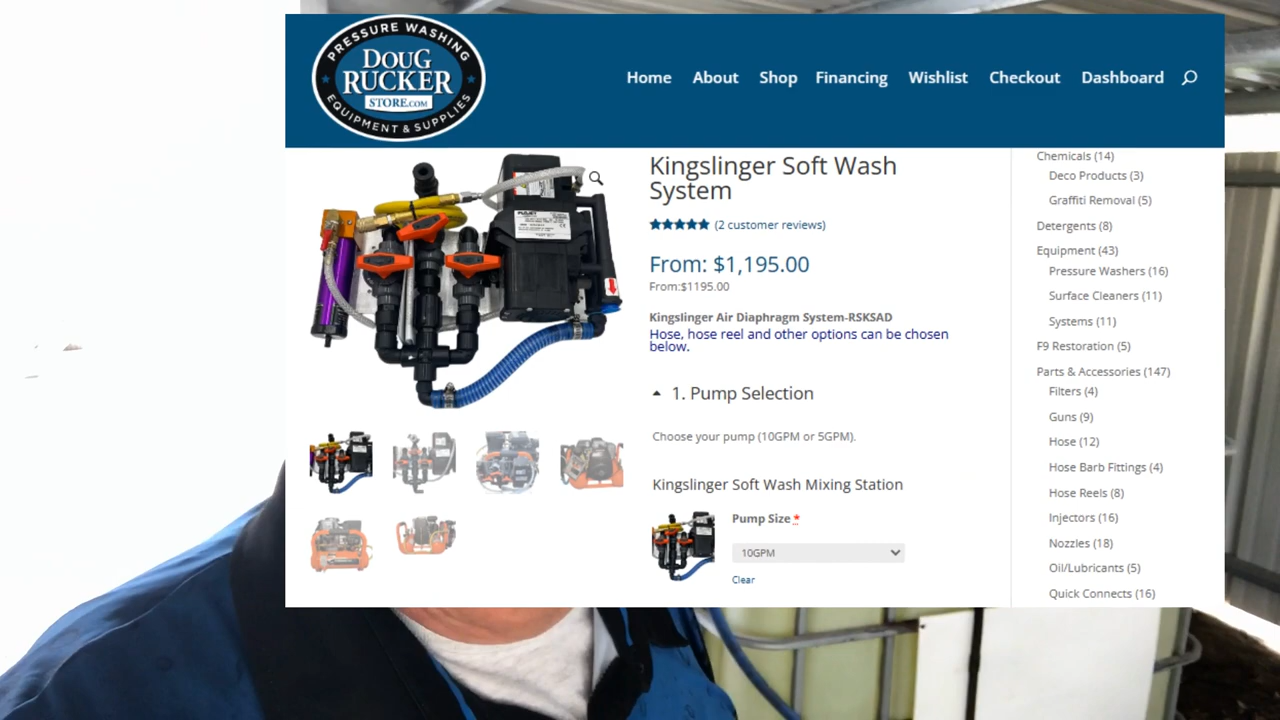 PRESSURE WASHING
DOUG
RUCKER
STORE.COM
EQUIPMENT & SUPPLIES
Home About Shop Financing Wishlist Checkout Dashboard
Kingslinger Soft Wash
System
(2 customer reviews)
From: $1,195.00
From:$1195.00
Kingslinger Air Diaphragm System-RSKSAD
Hose, hose reel and other options can be chosen
below.
1. Pump Selection
Choose your pump (10GPM or 5GPM).
Kingslinger Soft Wash Mixing Station
Pump Size *
10GPM
Clear
Chemicals (14)
Deco Products (3)
Graffiti Removal (5)
Detergents (8)
Equipment (43)
Pressure Washers (16)
Surface Cleaners (11)
Systems (11)
F9 Restoration (5)
Parts & Accessories (147)
Filters (4)
Guns (9)
Hose (12)
Hose Barb Fittings (4)
Hose Reels (8)
Injectors (16)
Nozzles (18)
Oil/Lubricants (5)
Quick Connects (16)